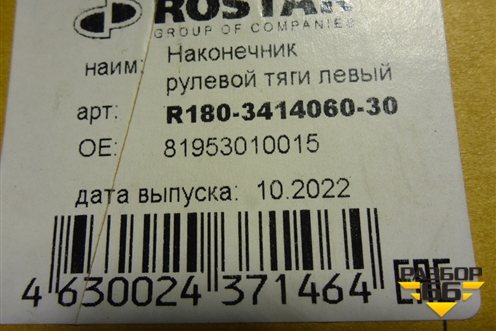 ROSTAR
GROUP OF COMPANIES
наим: Наконечник
рулевой тяги левый
арт: R180-3414060-30
OE: 81953010015
дата выпуска: 10.2022
4 630024 371464
EAC
РАЗБОР
66